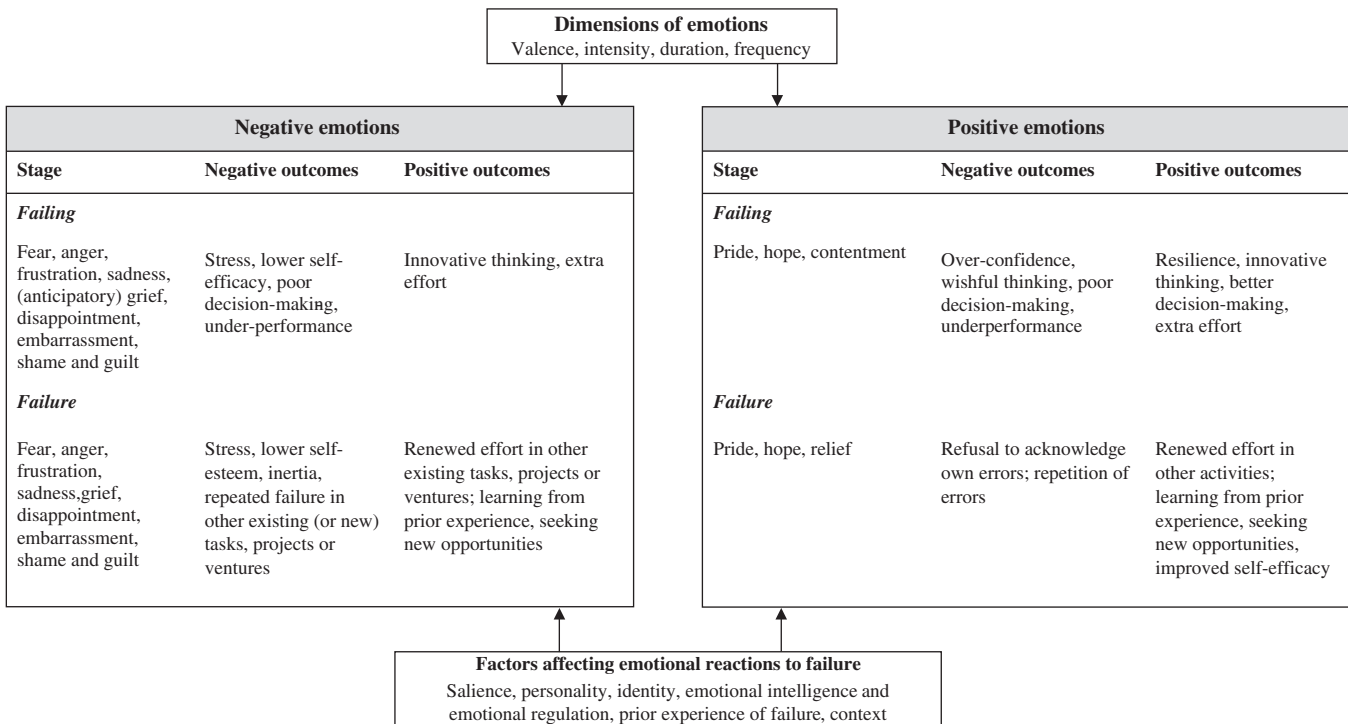 Dimensions of emotions
Valence, intensity, duration, frequency
Negative emotions
Stage Negative outcomes Positive outcomes
Failing
Fear, anger,
frustration, sadness,
(anticipatory) grief,
disappointment,
embarrassment,
shame and guilt
Stress, lower self-
efficacy, poor
decision-making,
under-performance
Innovative thinking, extra
effort
Failure
Fear, anger,
frustration,
sadness,grief,
disappointment,
embarrassment,
shame and guilt
Stress, lower self-
esteem, inertia,
repeated failure in
other existing (or new)
tasks, projects or
ventures
Renewed effort in other
existing tasks, projects or
ventures; learning from
prior experience, seeking
new opportunities
Positive emotions
Stage Negative outcomes Positive outcomes
Failing
Pride, hope, contentment
Over-confidence,
wishful thinking, poor
decision-making,
underperformance
Resilience, innovative
thinking, better
decision-making,
extra effort
Failure
Pride, hope, relief
Refusal to acknowledge
own errors; repetition of
errors
Renewed effort in
other activities;
learning from prior
experience, seeking
new opportunities,
improved self-efficacy
Factors affecting emotional reactions to failure
Salience, personality, identity, emotional intelligence and
emotional regulation, prior experience of failure, context